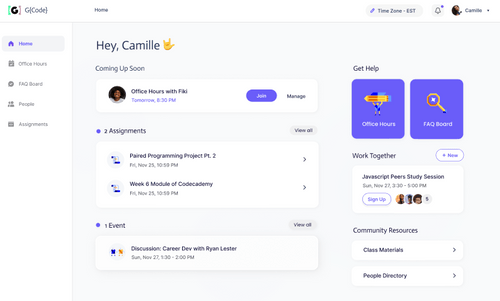 G{Code}
Home
Time Zone - EST
Camille
Home
Office Hours
FAQ Board
People
Assignments
Hey, Camille
Coming Up Soon
Office Hours with Fiki
Tomorrow, 8:30 PM
Join
Manage
2 Assignments
View all
Paired Programming Project Pt. 2
Fri, Nov 25, 10:59 PM
Week 6 Module of Codecademy
Fri, Nov 25, 10:59 PM
1 Event
View all
Discussion: Career Dev with Ryan Lester
Sun, Nov 27, 1:30 - 2:00 PM
Get Help
Office Hours
FAQ Board
Work Together
+ New
Javascript Peers Study Session
Sun, Nov 27, 3:30 - 5:00 PM
Sign Up
5
Community Resources
Class Materials
People Directory